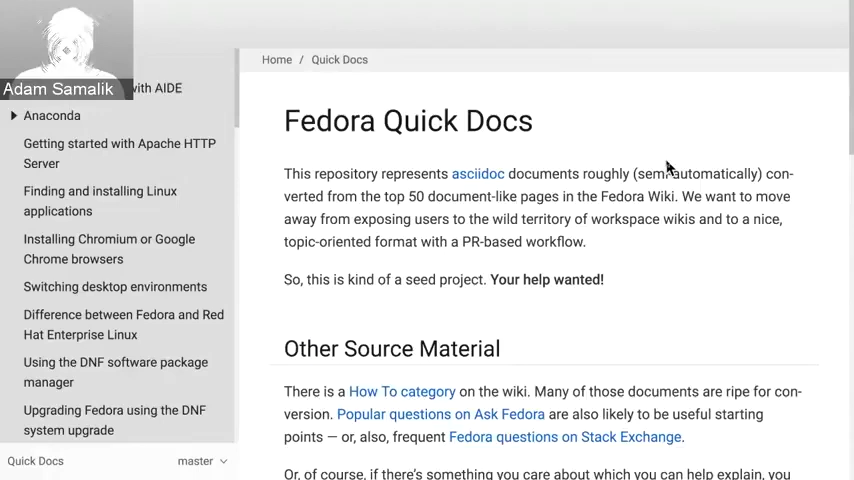 Adam Samalik
with AIDE
Anaconda
Getting started with Apache HTTP
Server
Finding and installing Linux
applications
Installing Chromium or Google
Chrome browsers
Switching desktop environments
Difference between Fedora and Red
Hat Enterprise Linux
Using the DNF software package
manager
Upgrading Fedora using the DNF
system upgrade
Quick Docs
master
Home / Quick Docs
Fedora Quick Docs
This repository represents asciidoc documents roughly (semi-automatically) con-
verted from the top 50 document-like pages in the Fedora Wiki. We want to move
away from exposing users to the wild territory of workspace wikis and to a nice,
topic-oriented format with a PR-based workflow.
So, this is kind of a seed project. Your help wanted!
Other Source Material
There is a How To category on the wiki. Many of those documents are ripe for con-
version. Popular questions on Ask Fedora are also likely to be useful starting
points — or, also, frequent Fedora questions on Stack Exchange.
Or, of course, if there's something you care about which you can help explain, you